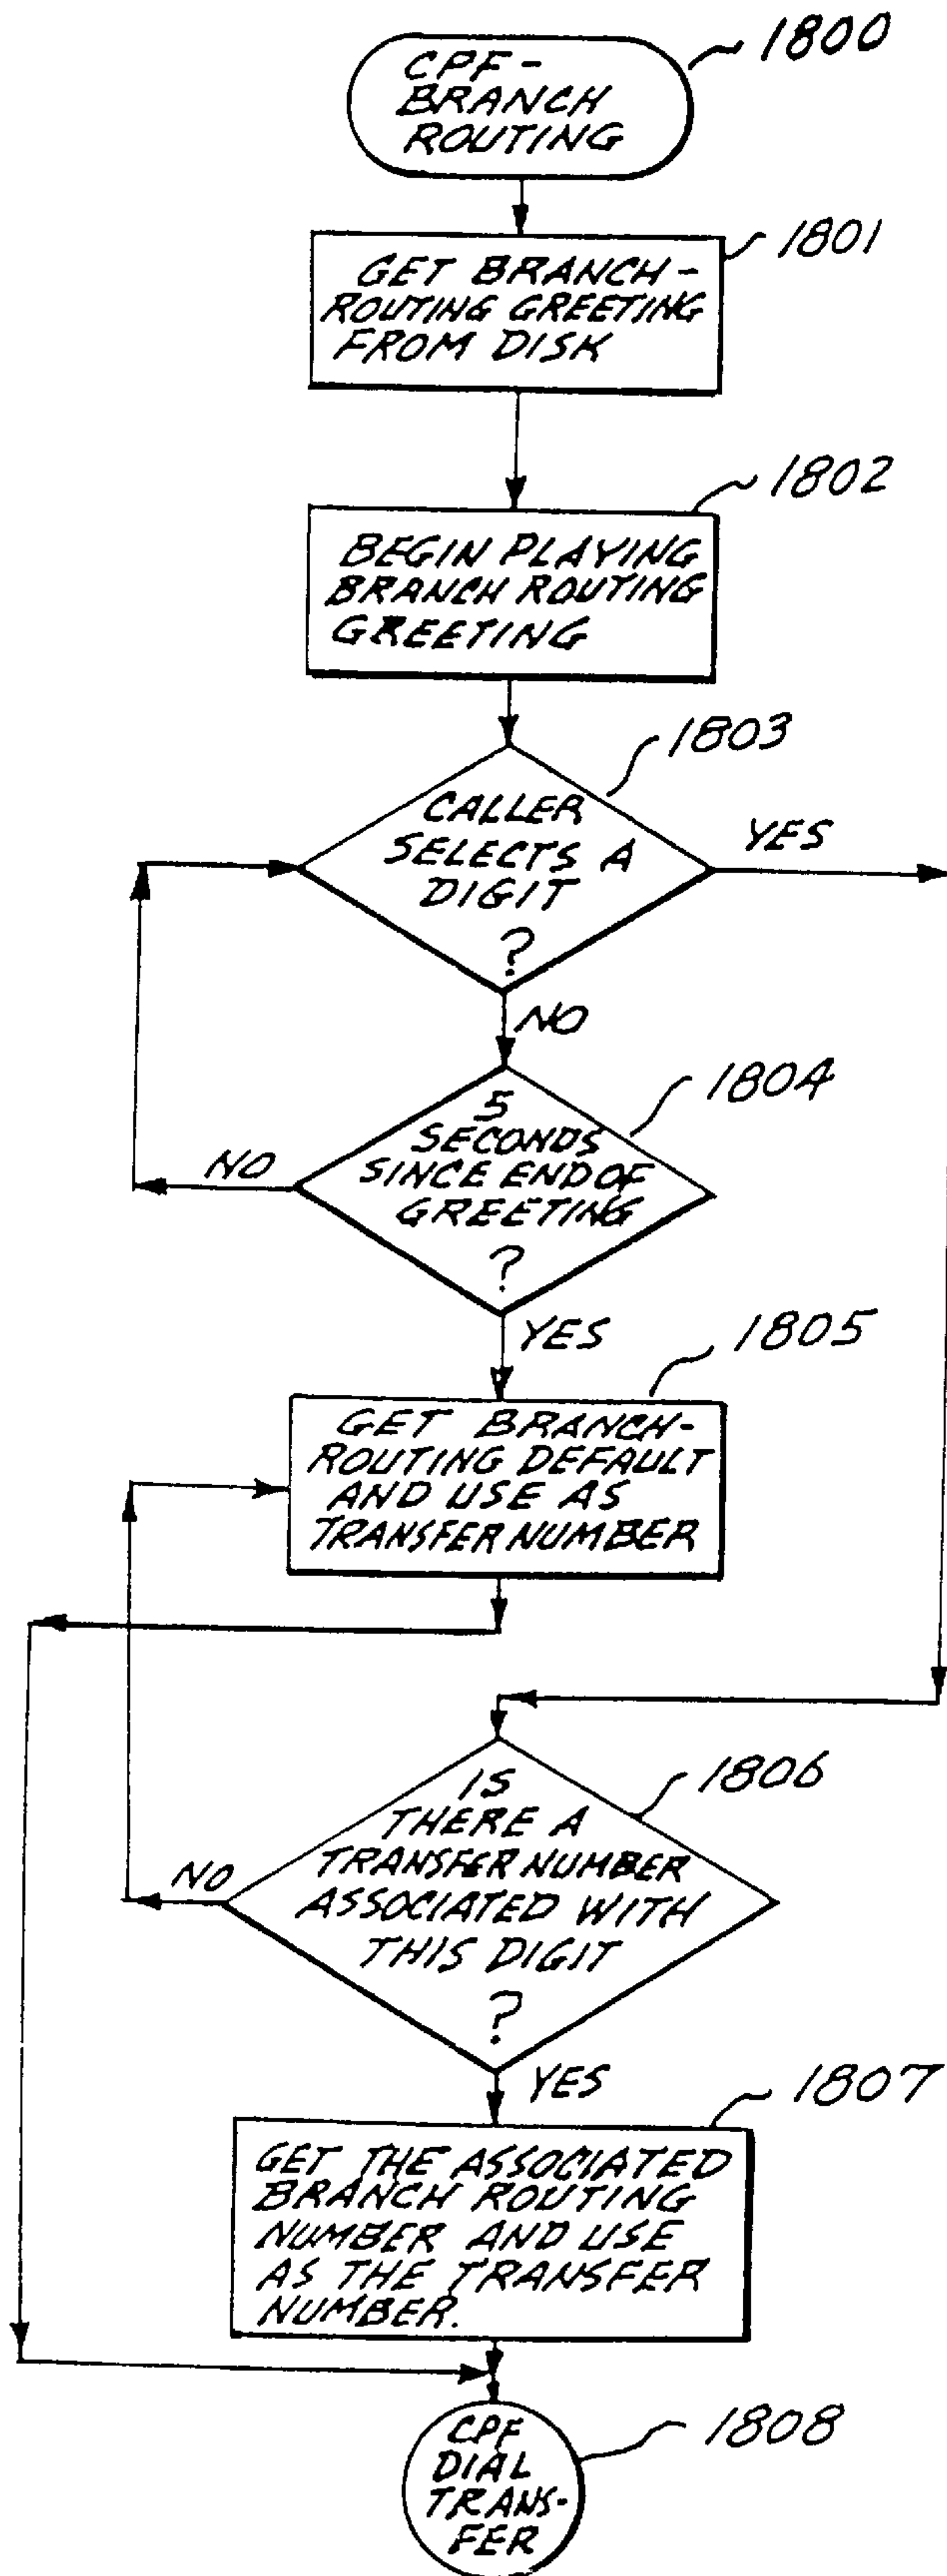 1800
CPF-
BRANCH
ROUTING
1801
GET BRANCH-
ROUTING GREETING
FROM DISK
1802
BEGIN PLAYING
BRANCH ROUTING
GREETING
1803
CALLER
SELECTS A
DIGIT
?
YES
NO
1804
5
SECONDS
SINCE END OF
GREETING
?
NO
YES
1805
GET BRANCH-
ROUTING DEFAULT
AND USE AS
TRANSFER NUMBER
1806
IS
THERE A
TRANSFER NUMBER
ASSOCIATED WITH
THIS DIGIT
?
NO
YES
1807
GET THE ASSOCIATED
BRANCH ROUTING
NUMBER AND USE
AS THE TRANSFER
NUMBER.
1808
CPF
DIAL
TRANS-
FER